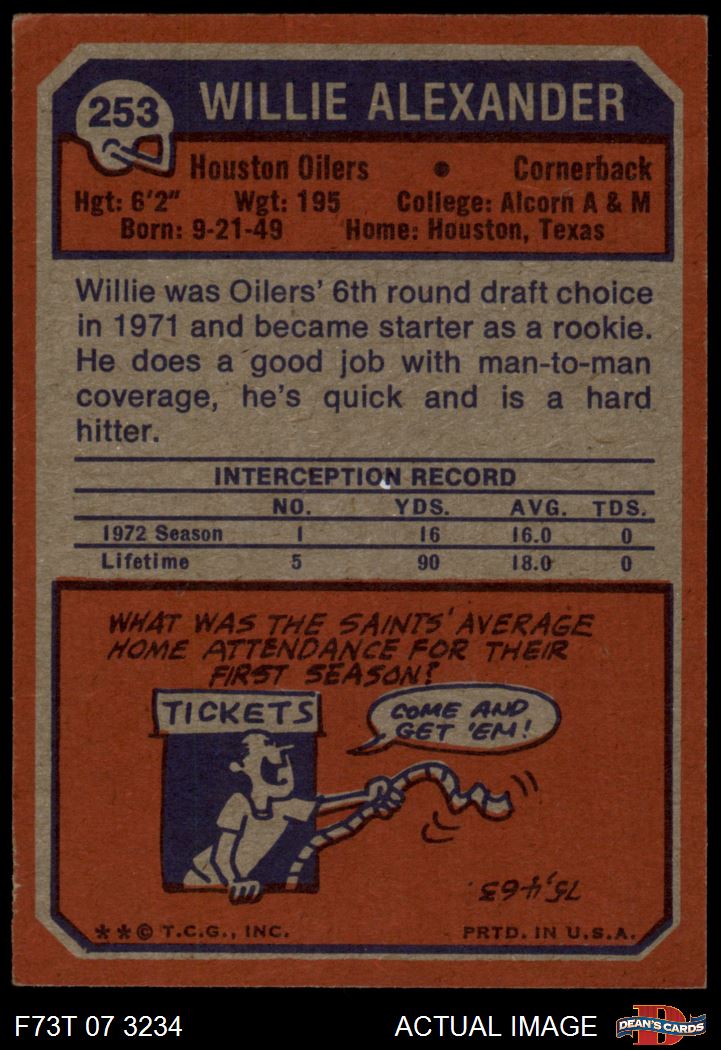 253
WILLIE ALEXANDER
Houston Oilers • Cornerback
Hgt: 6'2" Wgt: 195 College: Alcorn A & M
Born: 9-21-49 Home: Houston, Texas
Willie was Oilers' 6th round draft choice
in 1971 and became starter as a rookie.
He does a good job with man-to-man
coverage, he's quick and is a hard
hitter.
INTERCEPTION RECORD
NO. YDS. AVG. TDS.
1972 Season 1 16 16.0 0
Lifetime 5 90 18.0 0
WHAT WAS THE SAINTS' AVERAGE
HOME ATTENDANCE FOR THEIR
FIRST SEASON?
TICKETS
COME AND
GET 'EM!
75,463.
**© T.C.G., INC. PRTD. IN U.S.A.
F73T 07 3234 ACTUAL IMAGE
D
DEAN'S CARDS